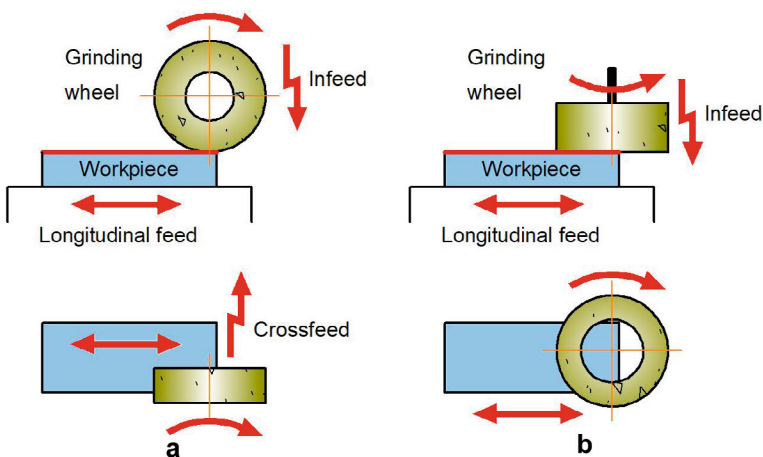 Grinding
wheel
Infeed
Workpiece
Longitudinal feed
Crossfeed
a
Grinding
wheel
Infeed
Workpiece
Longitudinal feed
b